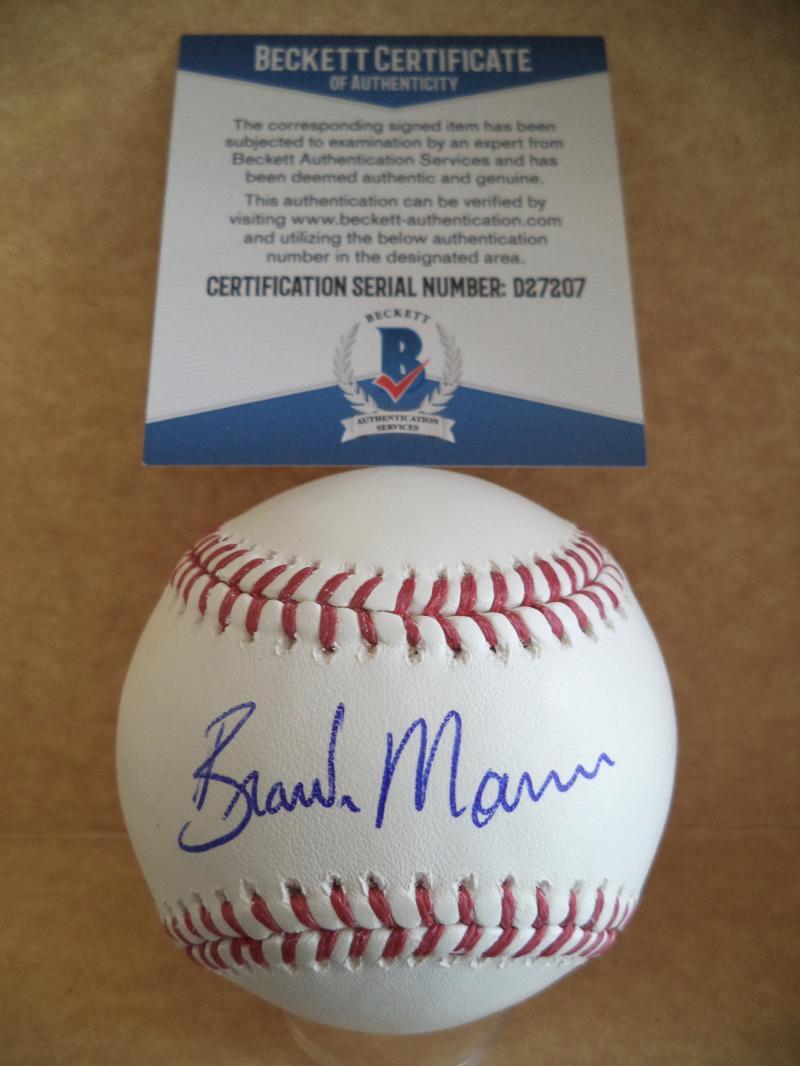 BECKETT CERTIFICATE
OF AUTHENTICITY
The corresponding signed item has been
subjected to examination by an expert from
Beckett Authentication Services and has
been deemed authentic and genuine.
This authentication can be verified by
visiting www.beckett-authentication.com
and utilizing the below authentication
number in the designated area.
CERTIFICATION SERIAL NUMBER: D27207
BECKETT
B
AUTHENTICATION
SERVICES
Mann